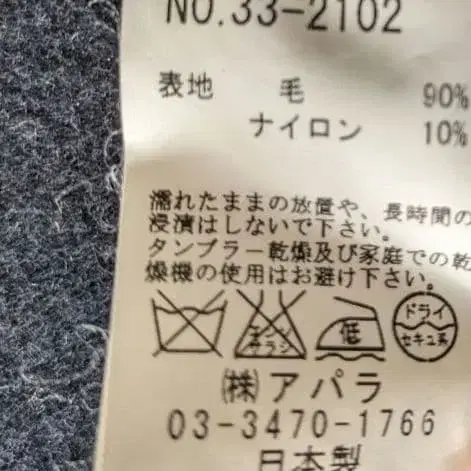 NO.33-2102
表地 毛 90%
ナイロン 10%
濡れたままの放置や、長時間の
浸漬はしないで下さい。
タンブラー乾燥及び家庭での乾
燥機の使用はお避け下さい。
エンソ サラシ 低 ドライ セキユ系
(株)アパラ
03-3470-1766
日本製